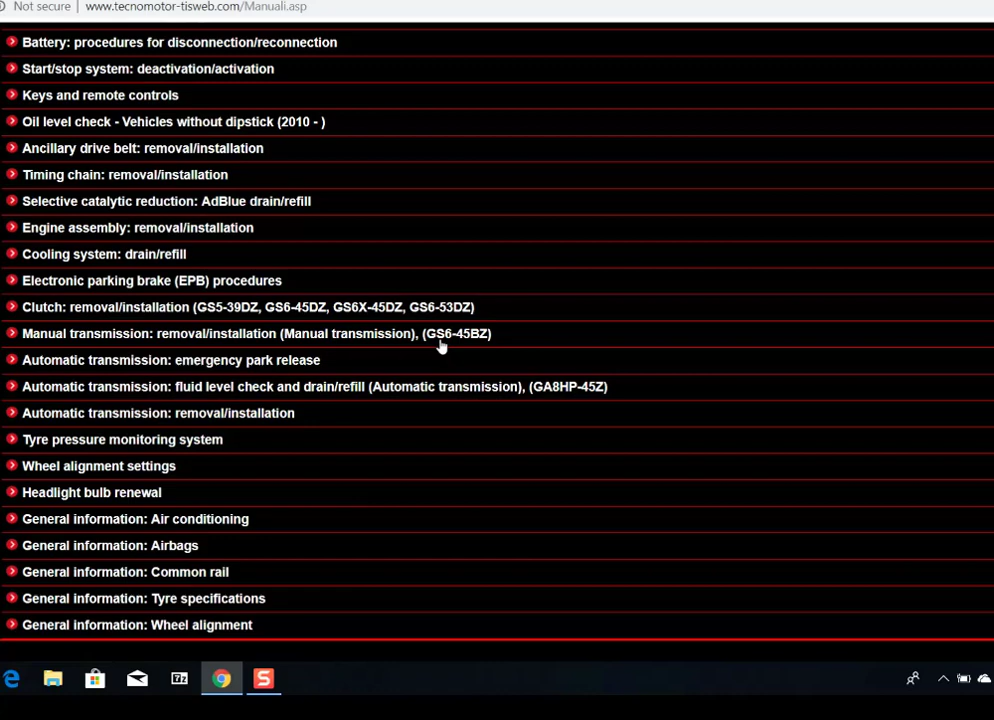 Not secure | www.tecnomotor-tisweb.com/Manuali.asp
Battery: procedures for disconnection/reconnection
Start/stop system: deactivation/activation
Keys and remote controls
Oil level check - Vehicles without dipstick (2010 - )
Ancillary drive belt: removal/installation
Timing chain: removal/installation
Selective catalytic reduction: AdBlue drain/refill
Engine assembly: removal/installation
Cooling system: drain/refill
Electronic parking brake (EPB) procedures
Clutch: removal/installation (GS5-39DZ, GS6-45DZ, GS6X-45DZ, GS6-53DZ)
Manual transmission: removal/installation (Manual transmission), (GS6-45BZ)
Automatic transmission: emergency park release
Automatic transmission: fluid level check and drain/refill (Automatic transmission), (GA8HP-45Z)
Automatic transmission: removal/installation
Tyre pressure monitoring system
Wheel alignment settings
Headlight bulb renewal
General information: Air conditioning
General information: Airbags
General information: Common rail
General information: Tyre specifications
General information: Wheel alignment